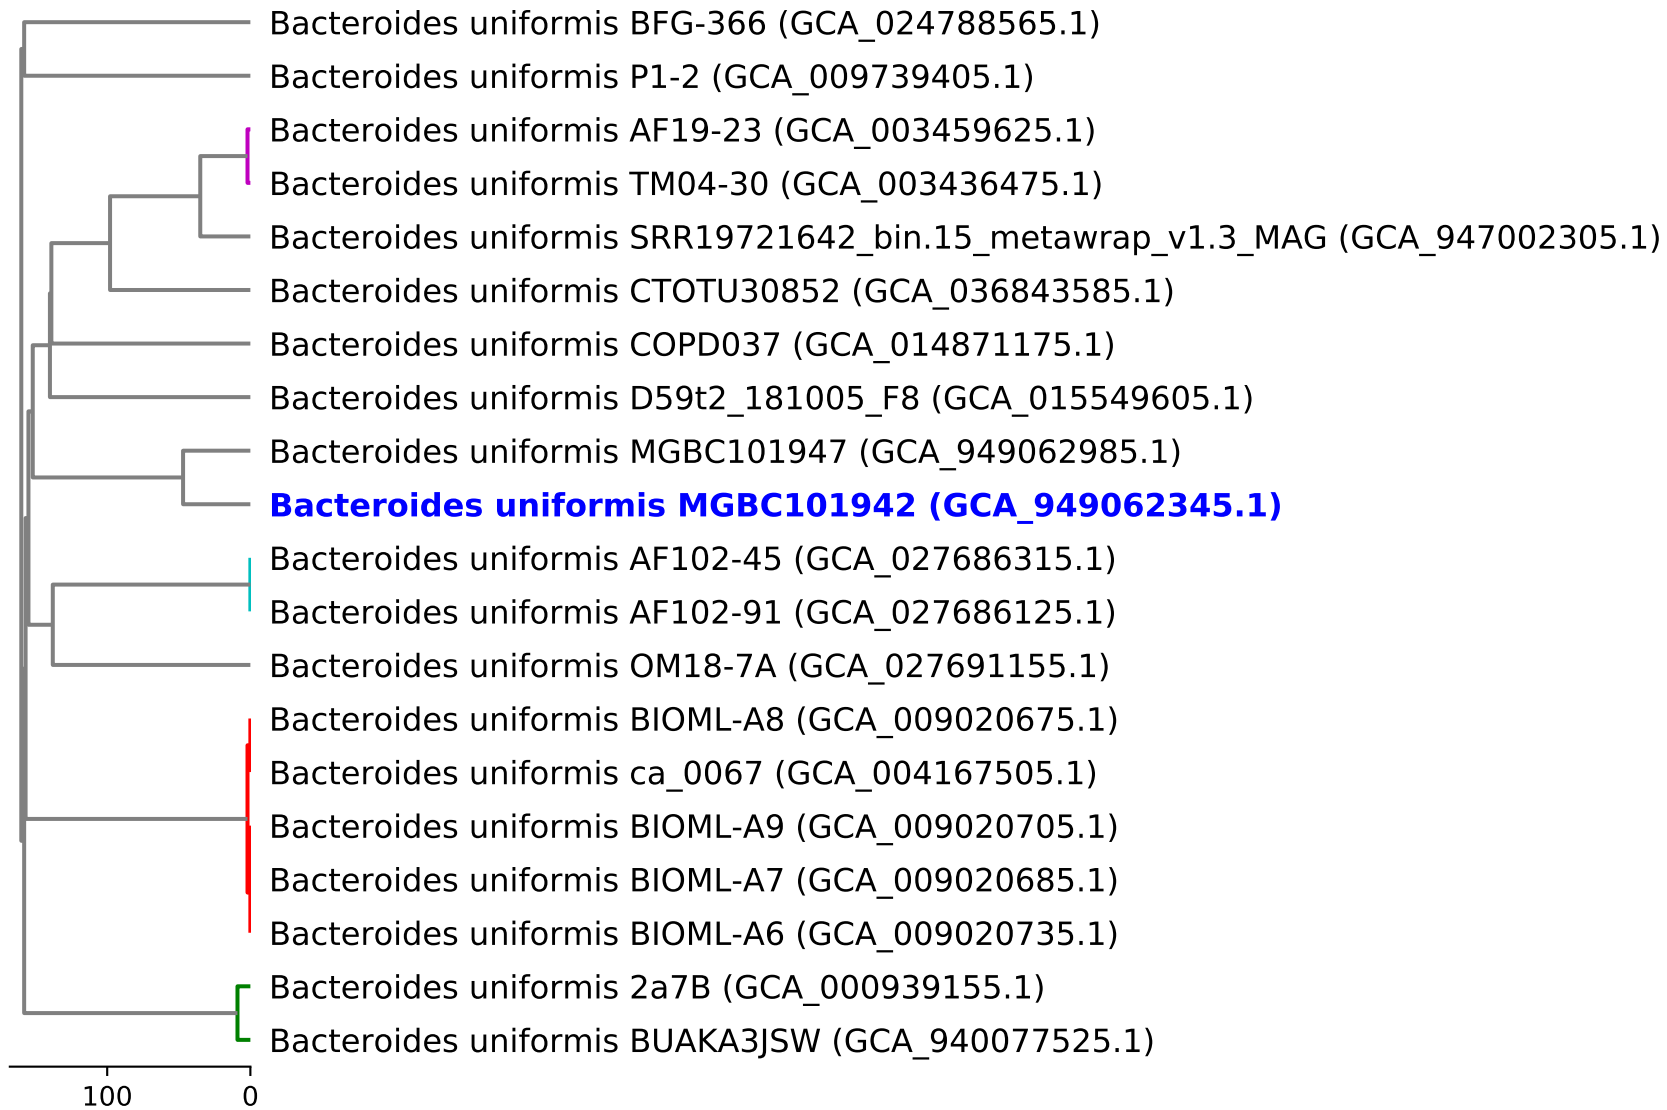 Bacteroides uniformis BFG-366 (GCA_024788565.1)
Bacteroides uniformis P1-2 (GCA_009739405.1)
Bacteroides uniformis AF19-23 (GCA_003459625.1)
Bacteroides uniformis TM04-30 (GCA_003436475.1)
Bacteroides uniformis SRR19721642_bin.15_metawrap_v1.3_MAG (GCA_947002305.1)
Bacteroides uniformis CTOTU30852 (GCA_036843585.1)
Bacteroides uniformis COPD037 (GCA_014871175.1)
Bacteroides uniformis D59t2_181005_F8 (GCA_015549605.1)
Bacteroides uniformis MGBC101947 (GCA_949062985.1)
Bacteroides uniformis MGBC101942 (GCA_949062345.1)
Bacteroides uniformis AF102-45 (GCA_027686315.1)
Bacteroides uniformis AF102-91 (GCA_027686125.1)
Bacteroides uniformis OM18-7A (GCA_027691155.1)
Bacteroides uniformis BIOML-A8 (GCA_009020675.1)
Bacteroides uniformis ca_0067 (GCA_004167505.1)
Bacteroides uniformis BIOML-A9 (GCA_009020705.1)
Bacteroides uniformis BIOML-A7 (GCA_009020685.1)
Bacteroides uniformis BIOML-A6 (GCA_009020735.1)
Bacteroides uniformis 2a7B (GCA_000939155.1)
Bacteroides uniformis BUAKA3JSW (GCA_940077525.1)
100 0